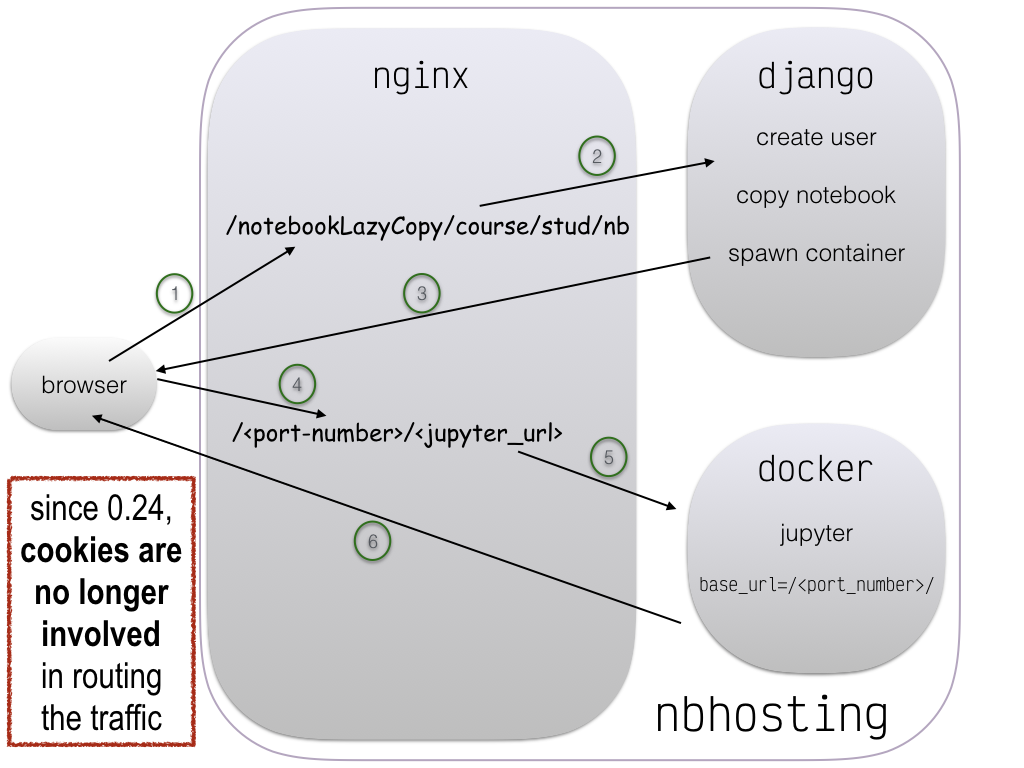 nginx
django
create user
copy notebook
spawn container
2
/notebookLazyCopy/course/stud/nb
1
3
browser
4
/<port-number>/<jupyter_url>
5
docker
jupyter
base_url=/<port_number>/
6
since 0.24,
cookies are
no longer
involved
in routing
the traffic
nbhosting